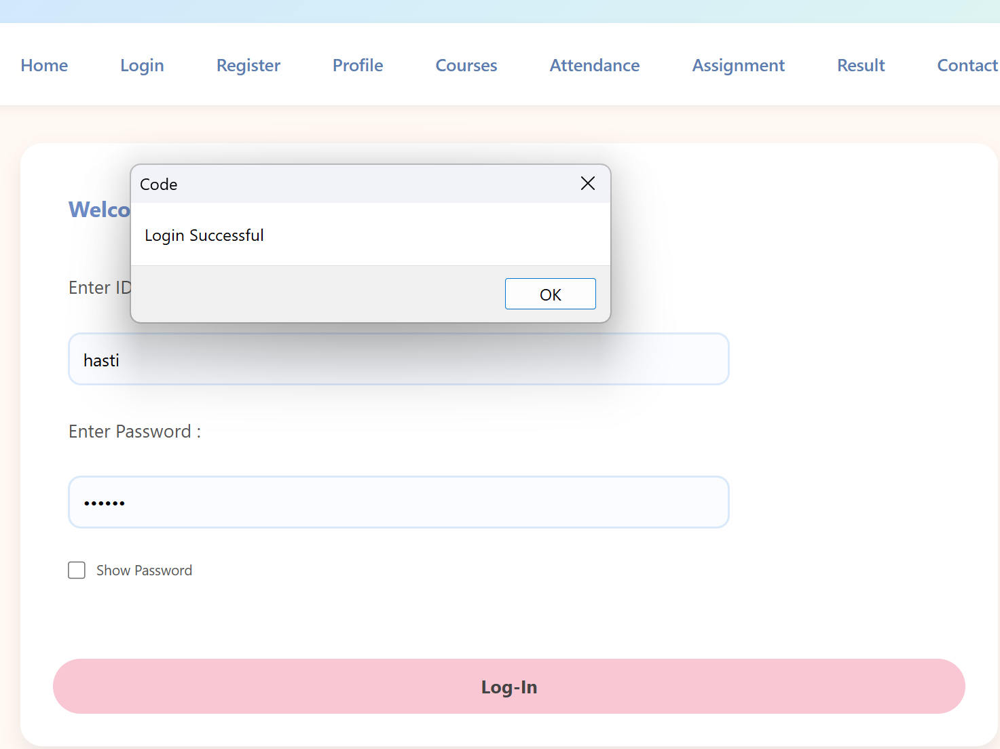 Home Login Register Profile Courses Attendance Assignment Result Contact
Code
Login Successful
OK
Enter ID
hasti
Enter Password :
••••••
Show Password
Log-In